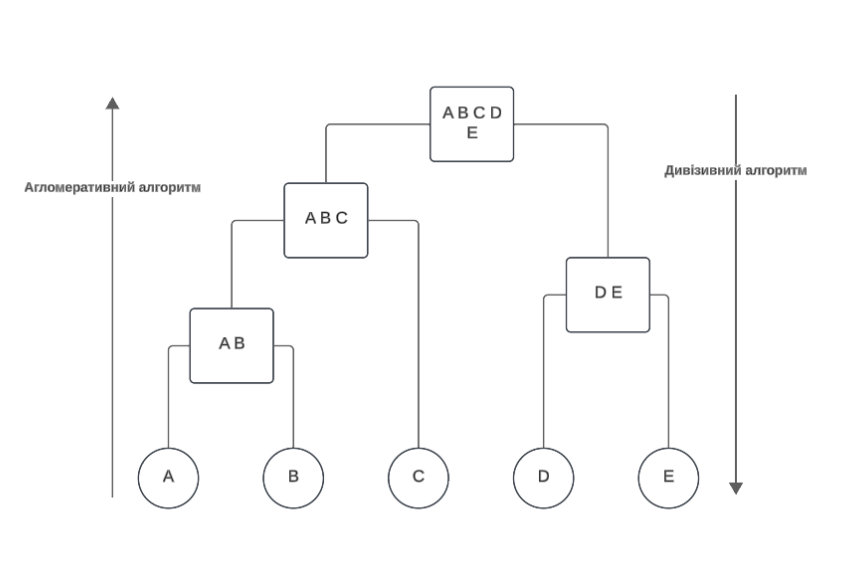 A B C D
E
Дивізивний алгоритм
Агломеративний алгоритм
A B C
D E
A B
A
B
C
D
E